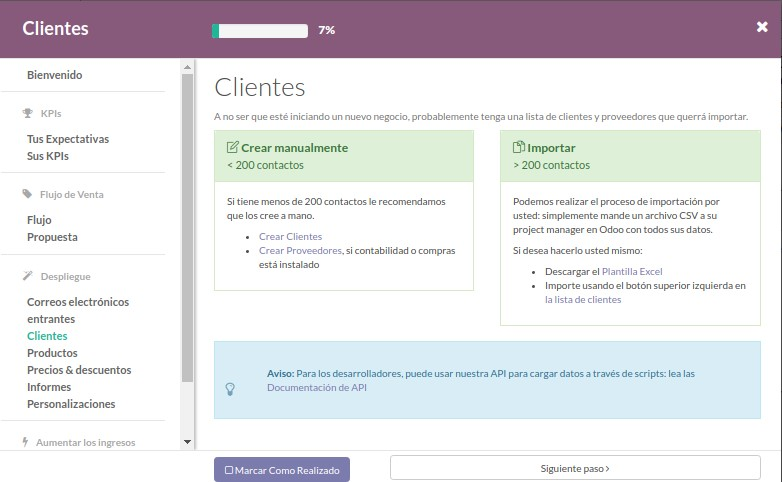 Clientes
7%
Bienvenido
KPIs
Tus Expectativas
Sus KPIs
Flujo de Venta
Flujo
Propuesta
Despliegue
Correos electrónicos
entrantes
Clientes
Productos
Precios & descuentos
Informes
Personalizaciones
Aumentar los ingresos
Clientes
A no ser que esté iniciando un nuevo negocio, probablemente tenga una lista de clientes y proveedores que querrá importar.
Crear manualmente
< 200 contactos
Si tiene menos de 200 contactos le recomendamos
que los cree a mano.
• Crear Clientes
• Crear Proveedores, si contabilidad o compras
está instalado
Importar
> 200 contactos
Podemos realizar el proceso de importación por
usted: simplemente mande un archivo CSV a su
project manager en Odoo con todos sus datos.
Si desea hacerlo usted mismo:
• Descargar el Plantilla Excel
• Importe usando el botón superior izquierda en
la lista de clientes
Aviso: Para los desarrolladores, puede usar nuestra API para cargar datos a través de scripts: lea las
Documentación de API
Marcar Como Realizado
Siguiente paso